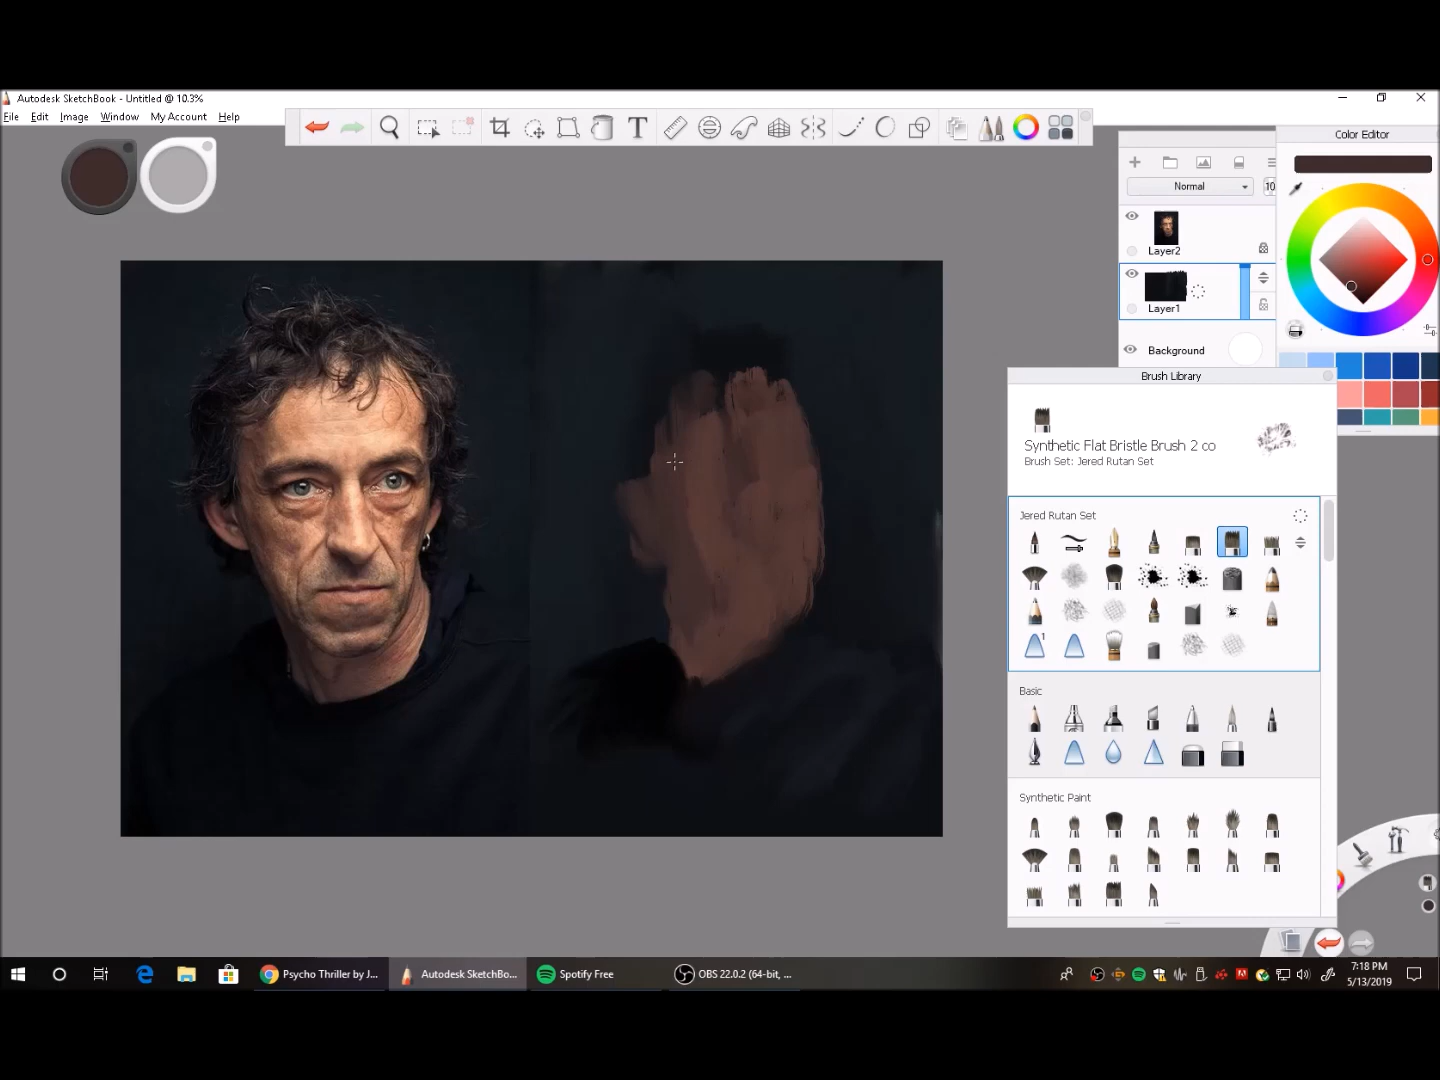 Autodesk SketchBook - Untitled @ 10.3%
File Edit Image Window My Account Help
T
Color Editor
Normal 10
Layer2
Layer1
Background
Brush Library
Synthetic Flat Bristle Brush 2 co
Brush Set: Jered Rutan Set
Jered Rutan Set
1
Basic
Synthetic Paint
Psycho Thriller by J...
Autodesk SketchBo...
Spotify Free
OBS 22.0.2 (64-bit, ...
7:18 PM
5/13/2019